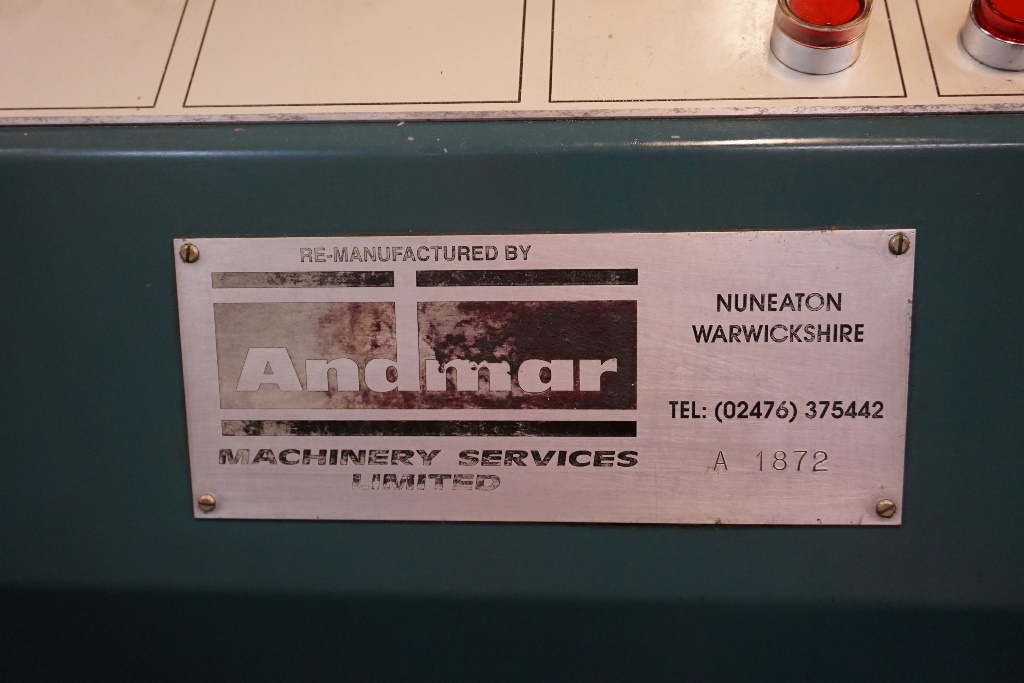 RE-MANUFACTURED BY
Andmar
MACHINERY SERVICES
LIMITED
NUNEATON
WARWICKSHIRE
TEL: (02476) 375442
A 1872